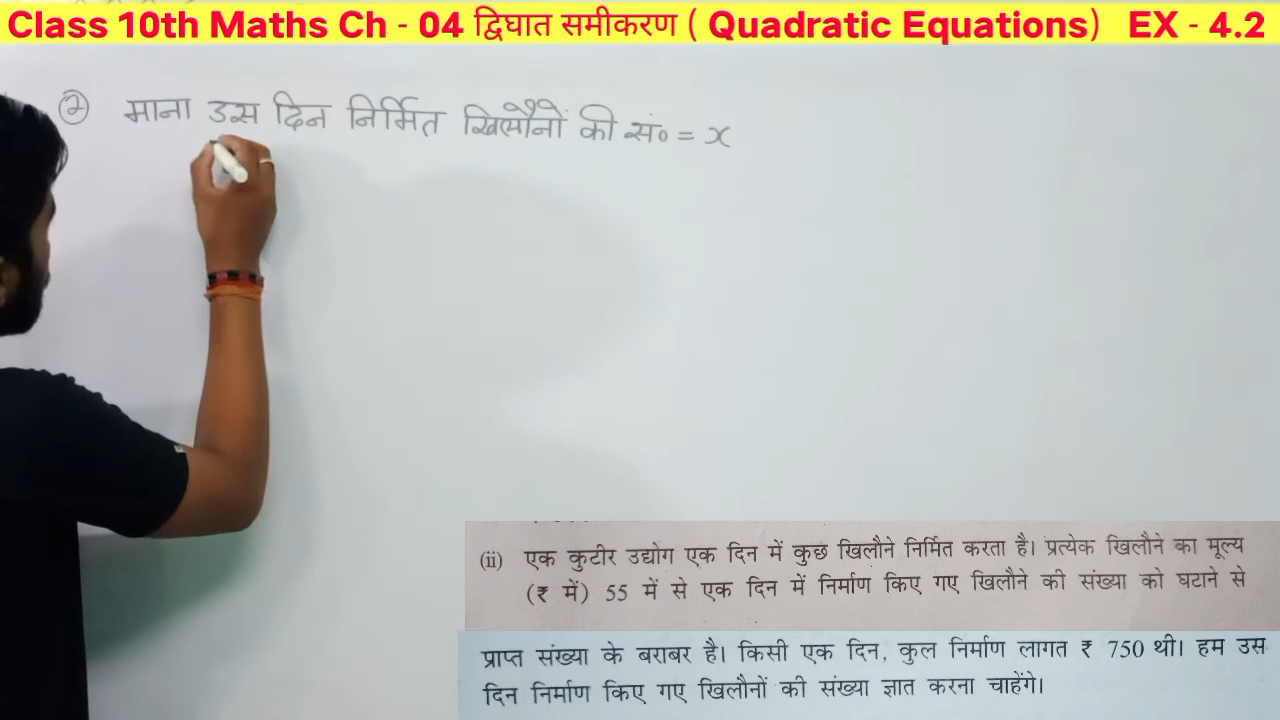 Class 10th Maths Ch - 04 द्विघात समीकरण ( Quadratic Equations) EX - 4.2
② माना उस दिन निर्मित खिलौनों की सं० = x
(ii) एक कुटीर उद्योग एक दिन में कुछ खिलौने निर्मित करता है। प्रत्येक खिलौने का मूल्य
(₹ में) 55 में से एक दिन में निर्माण किए गए खिलौने की संख्या को घटाने से
प्राप्त संख्या के बराबर है। किसी एक दिन, कुल निर्माण लागत ₹ 750 थी। हम उस
दिन निर्माण किए गए खिलौनों की संख्या ज्ञात करना चाहेंगे।